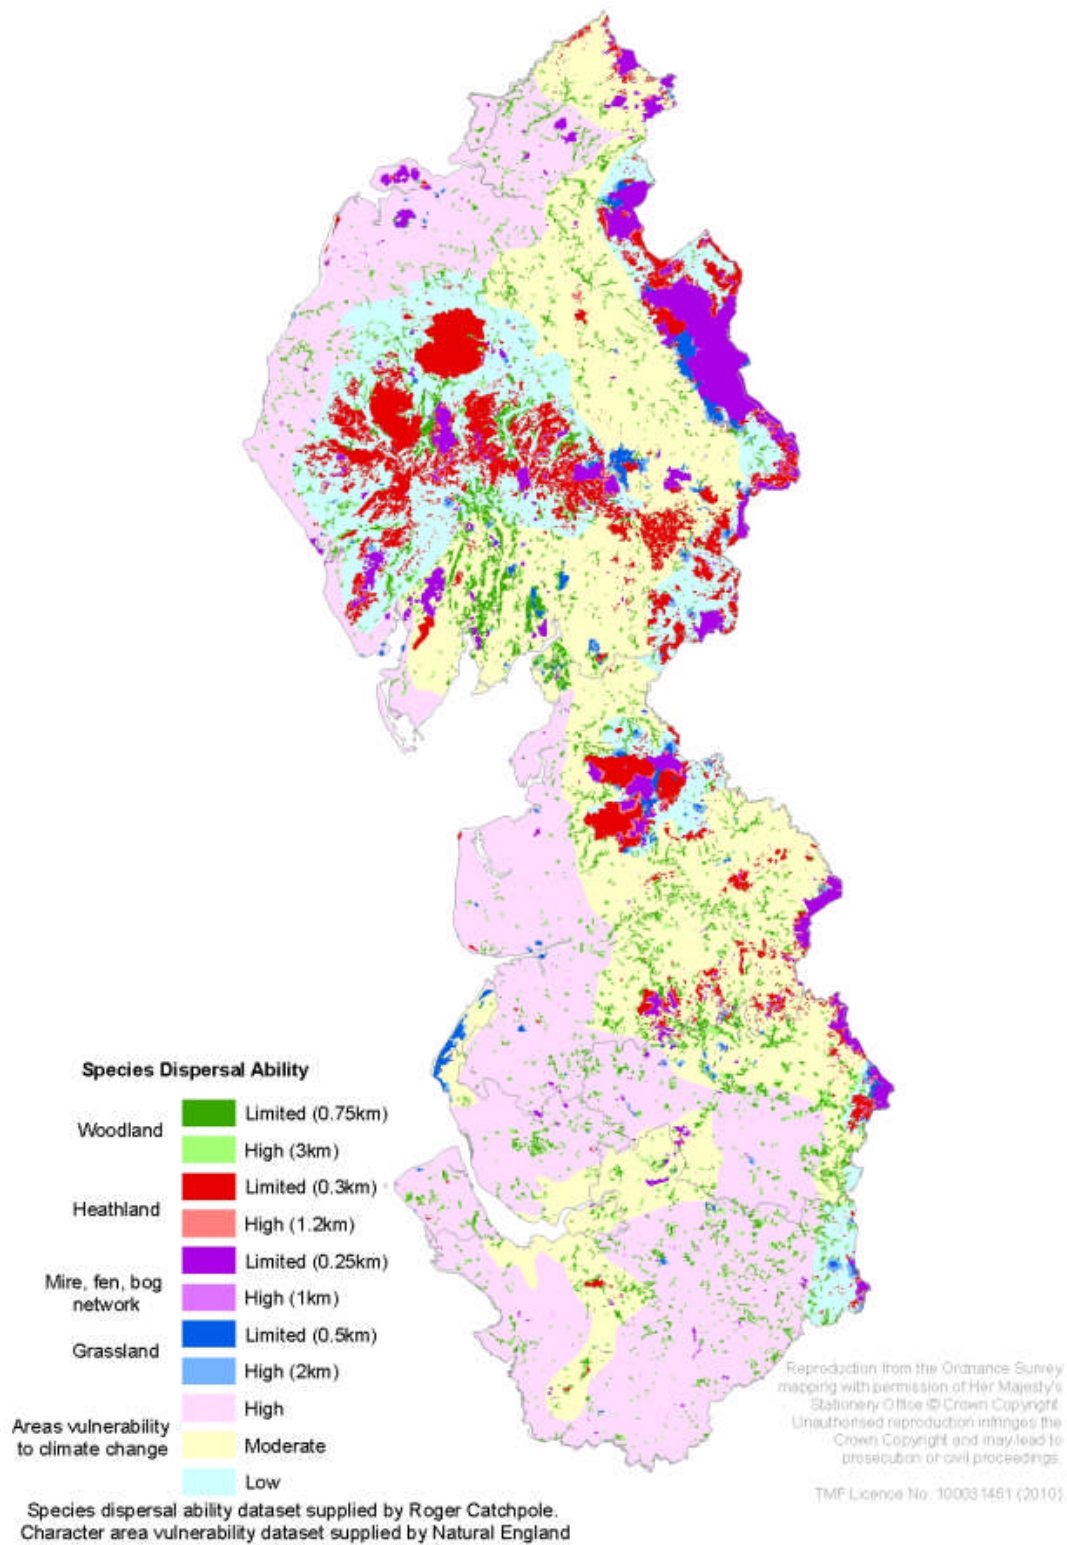 Species Dispersal Ability
Woodland
Limited (0.75km)
High (3km)
Heathland
Limited (0.3km)
High (1.2km)
Mire, fen, bog
network
Limited (0.25km)
High (1km)
Grassland
Limited (0.5km)
High (2km)
Areas vulnerability
to climate change
High
Moderate
Low
Species dispersal ability dataset supplied by Roger Catchpole.
Character area vulnerability dataset supplied by Natural England
Reproduction from the Ordnance Survey
mapping with permission of Her Majesty's
Stationery Office © Crown Copyright.
Unauthorised reproduction infringes the
Crown Copyright and may lead to
prosecution or civil proceedings.
TMF Licence No. 100031461 (2010)